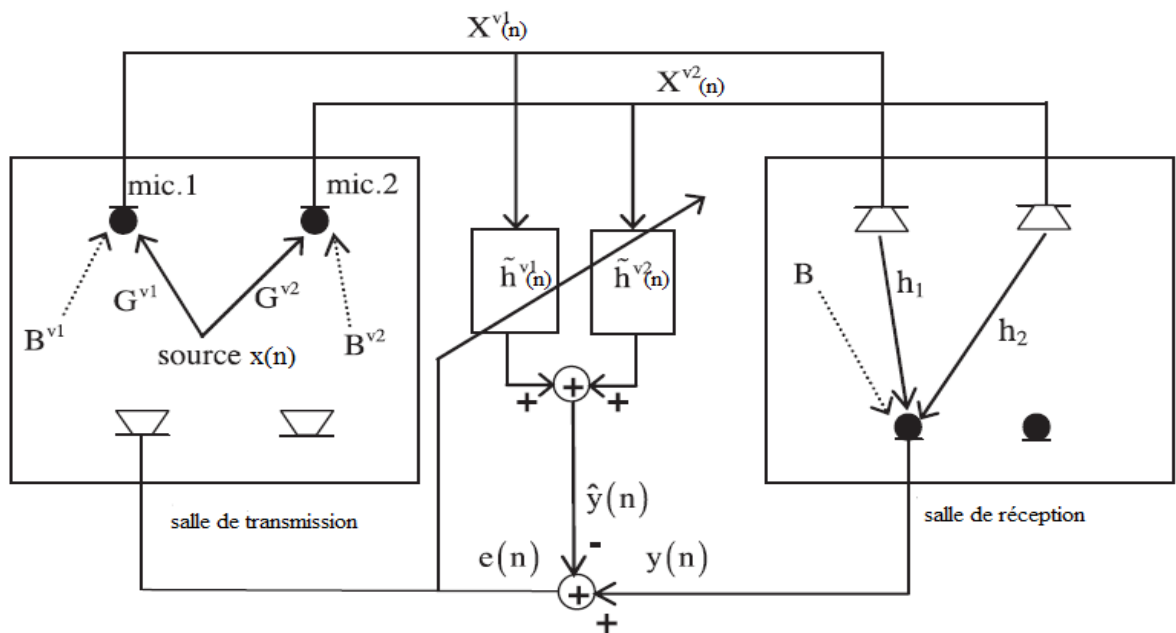 X^{v1}(n)
X^{v2}(n)
mic.1 mic.2
G^{v1} G^{v2}
B^{v1} B^{v2}
source x(n)
salle de transmission
h̃^{v1}(n) h̃^{v2}(n)
+ + +
ŷ(n)
-
e(n) y(n)
+ +
B h₁ h₂
salle de réception